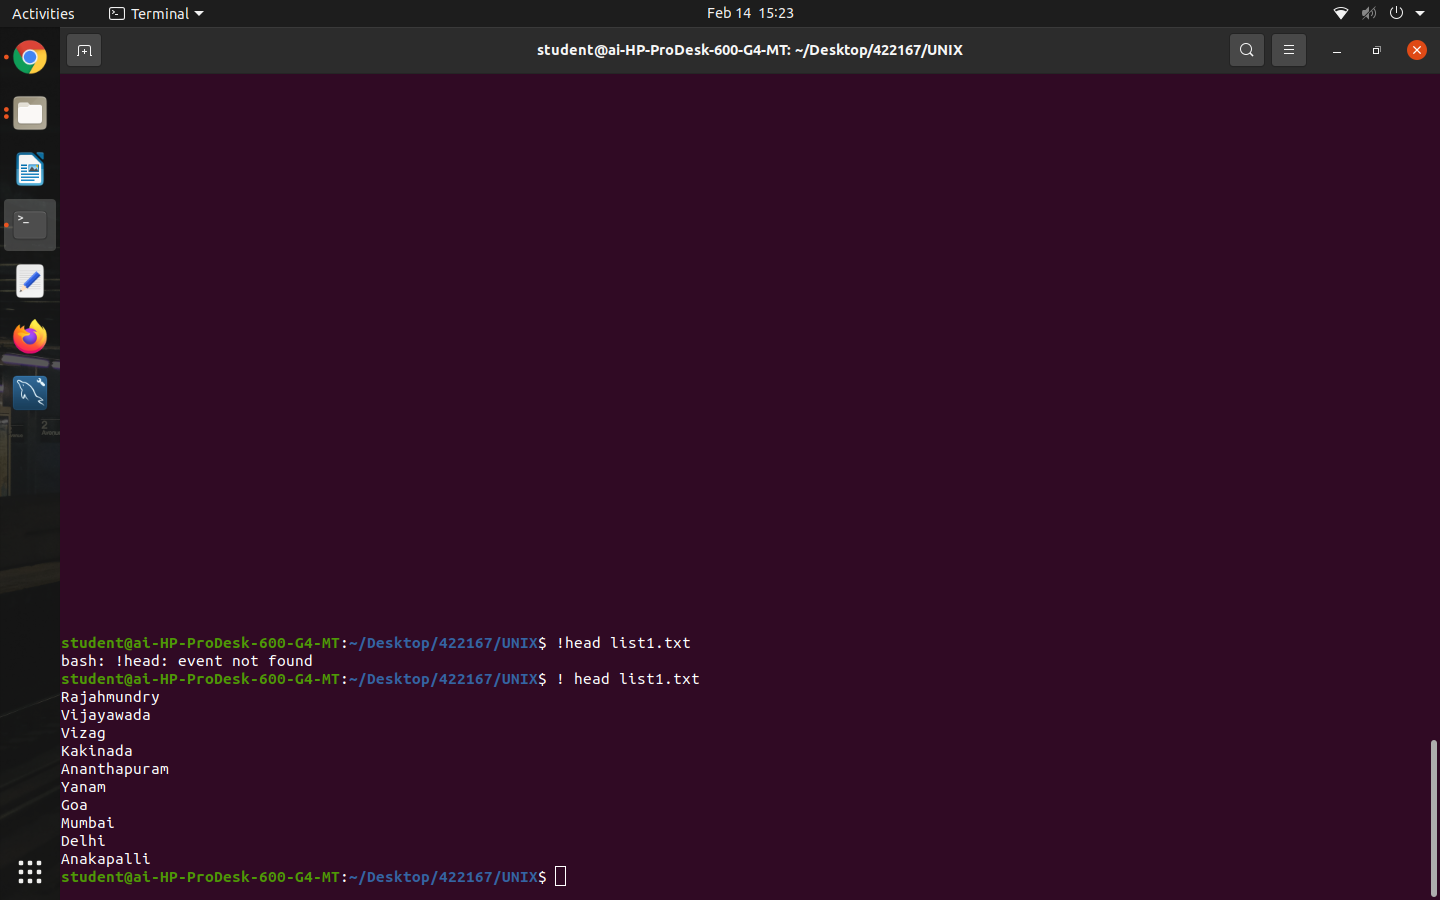 Activities Terminal Feb 14 15:23
student@ai-HP-ProDesk-600-G4-MT: ~/Desktop/422167/UNIX
student@ai-HP-ProDesk-600-G4-MT:~/Desktop/422167/UNIX$ !head list1.txt
bash: !head: event not found
student@ai-HP-ProDesk-600-G4-MT:~/Desktop/422167/UNIX$ ! head list1.txt
Rajahmundry
Vijayawada
Vizag
Kakinada
Ananthapuram
Yanam
Goa
Mumbai
Delhi
Anakapalli
student@ai-HP-ProDesk-600-G4-MT:~/Desktop/422167/UNIX$